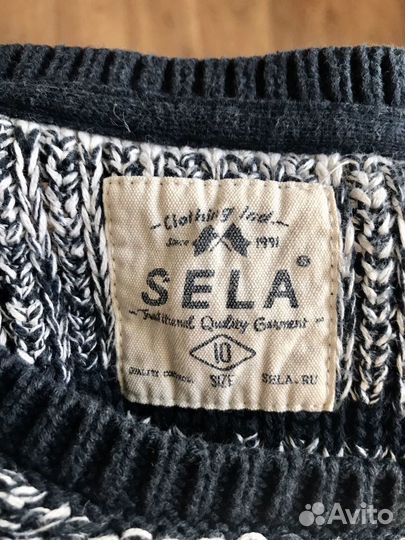 -Clothing Ind-
Since 1991
SELA®
-Traditional Quality Garment-
10
QUALITY CONTROL SIZE SELA.RU
Avito